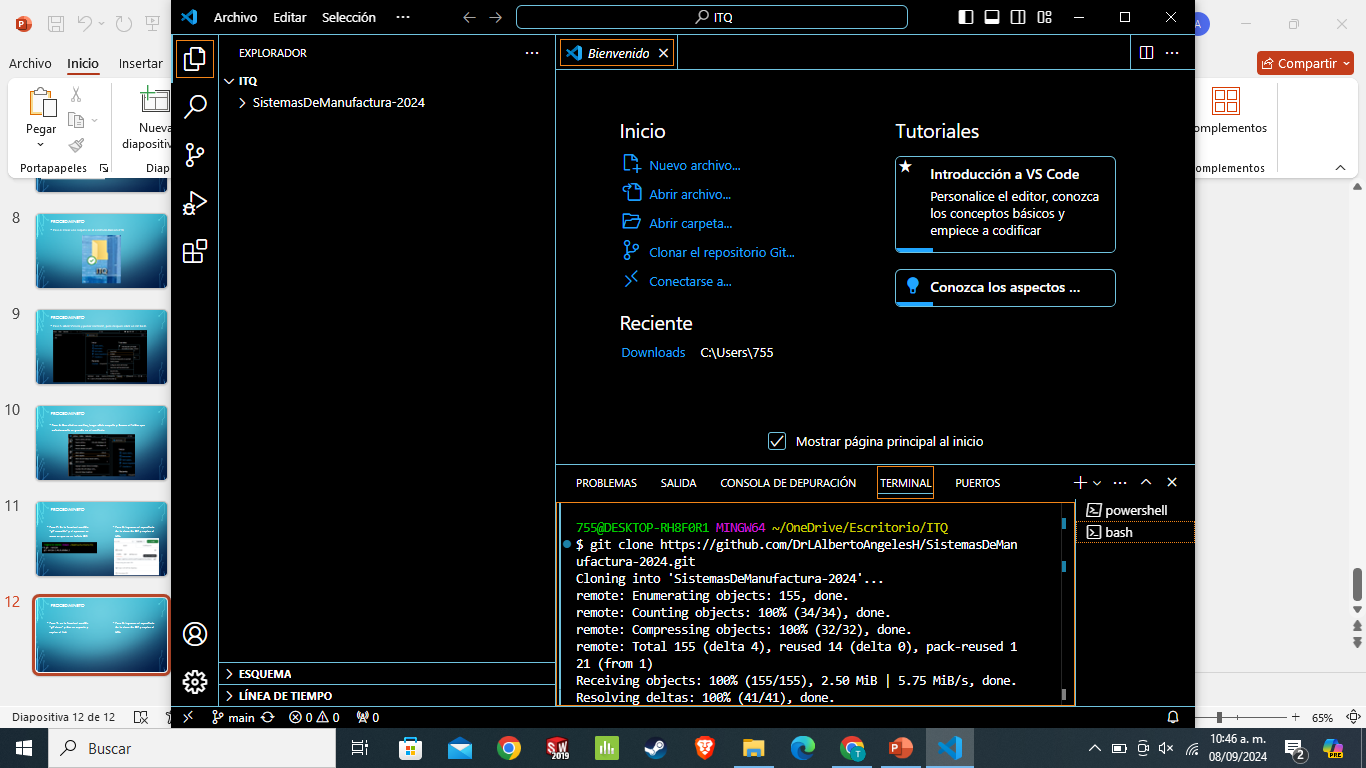 Archivo Editar Selección ···
ITQ
Archivo Inicio Insertar
Compartir
Pegar
Nueva
diapositiv
Portapapeles
Diap
omplementos
omplementos
8
9
10
11
12
EXPLORADOR
ITQ
SistemasDeManufactura-2024
ESQUEMA
LÍNEA DE TIEMPO
Bienvenido
Inicio
Nuevo archivo...
Abrir archivo...
Abrir carpeta...
Clonar el repositorio Git...
Conectarse a...
Reciente
Downloads C:\Users\755
Tutoriales
Introducción a VS Code
Personalice el editor, conozca
los conceptos básicos y
empiece a codificar
Conozca los aspectos ...
Mostrar página principal al inicio
PROBLEMAS SALIDA CONSOLA DE DEPURACIÓN TERMINAL PUERTOS
powershell
bash
755@DESKTOP-RH8F0R1 MINGW64 ~/OneDrive/Escritorio/ITQ
$ git clone https://github.com/DrLAlbertoAngelesH/SistemasDeMan
ufactura-2024.git
Cloning into 'SistemasDeManufactura-2024'...
remote: Enumerating objects: 155, done.
remote: Counting objects: 100% (34/34), done.
remote: Compressing objects: 100% (32/32), done.
remote: Total 155 (delta 4), reused 14 (delta 0), pack-reused 1
21 (from 1)
Receiving objects: 100% (155/155), 2.50 MiB | 5.75 MiB/s, done.
Resolving deltas: 100% (41/41), done.
main 0 0 0
Diapositiva 12 de 12
65%
Buscar
SW
2019
10:46 a. m.
08/09/2024
2
PRE